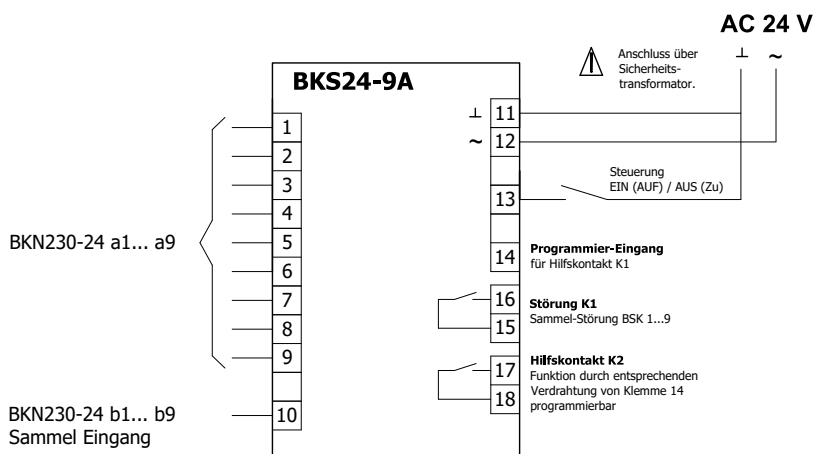 AC 24 V
⊥ ~
Anschluss über
Sicherheits-
transformator.
BKS24-9A
⊥ 11
~ 12
13
14
16
15
17
18
1
2
3
4
5
6
7
8
9
10
BKN230-24 a1... a9
BKN230-24 b1... b9
Sammel Eingang
Steuerung
EIN (AUF) / AUS (Zu)
Programmier-Eingang
für Hilfskontakt K1
Störung K1
Sammel-Störung BSK 1...9
Hilfskontakt K2
Funktion durch entsprechenden
Verdrahtung von Klemme 14
programmierbar